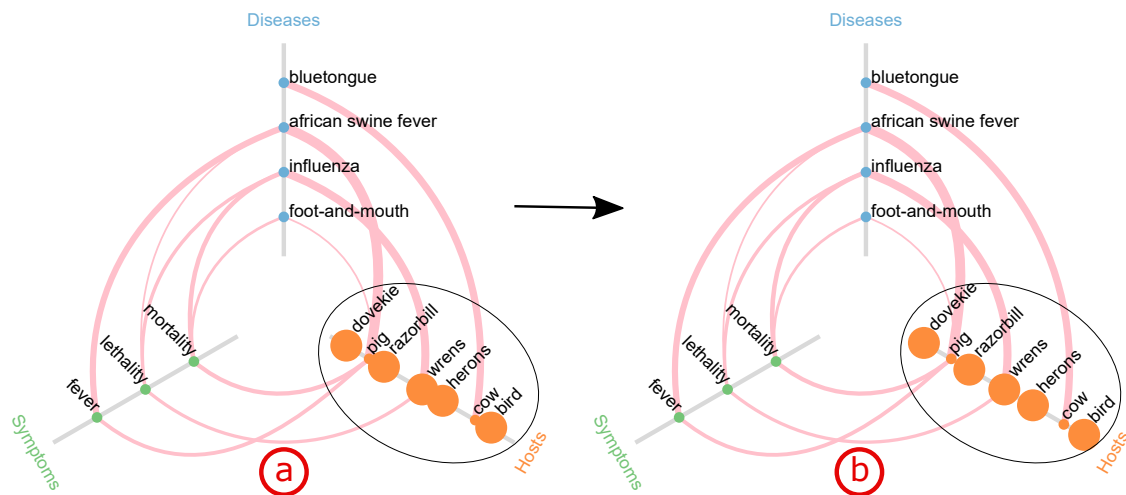 Diseases
bluetongue
african swine fever
influenza
foot-and-mouth
dovekie
pig
razorbill
wrens
herons
cow
bird
mortality
lethality
fever
Symptoms
Hosts
a
Diseases
bluetongue
african swine fever
influenza
foot-and-mouth
dovekie
pig
razorbill
wrens
herons
cow
bird
mortality
lethality
fever
Symptoms
Hosts
b